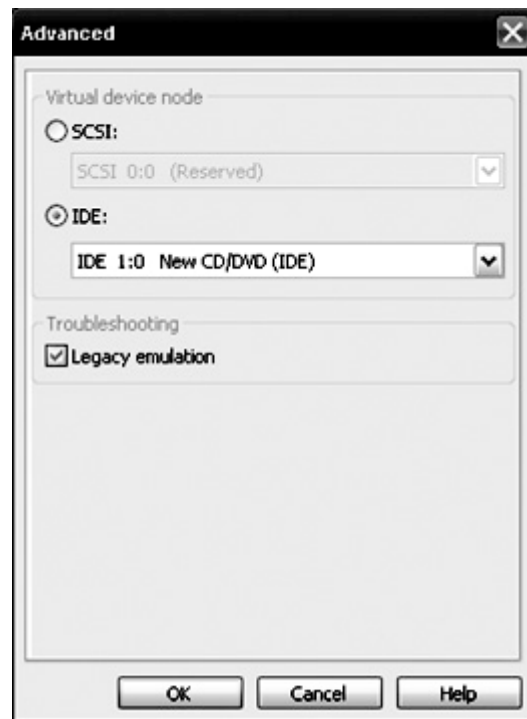 Advanced
Virtual device node
SCSI:
SCSI 0:0 (Reserved)
IDE:
IDE 1:0 New CD/DVD (IDE)
Troubleshooting
Legacy emulation
OK Cancel Help